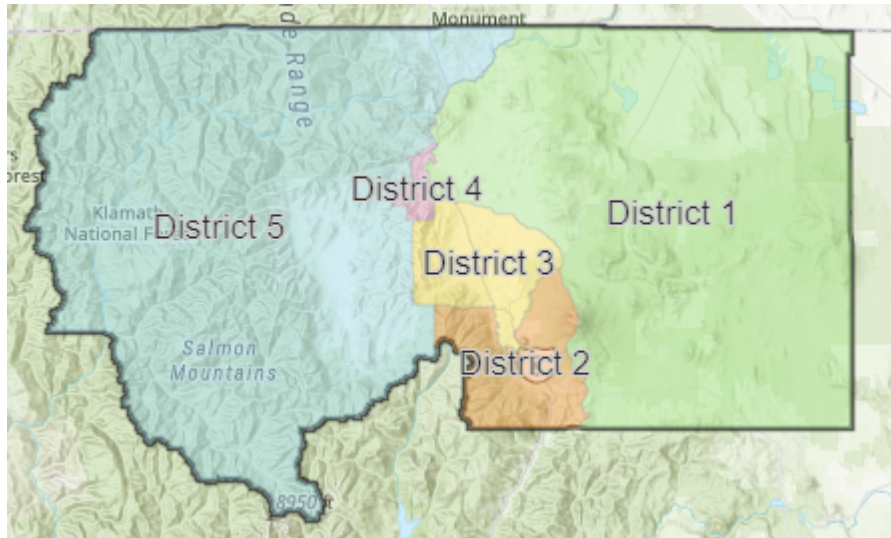 Monument
de Range
District 4
District 1
Klamath
National F
District 5
District 3
Salmon
Mountains
District 2
8950 ft